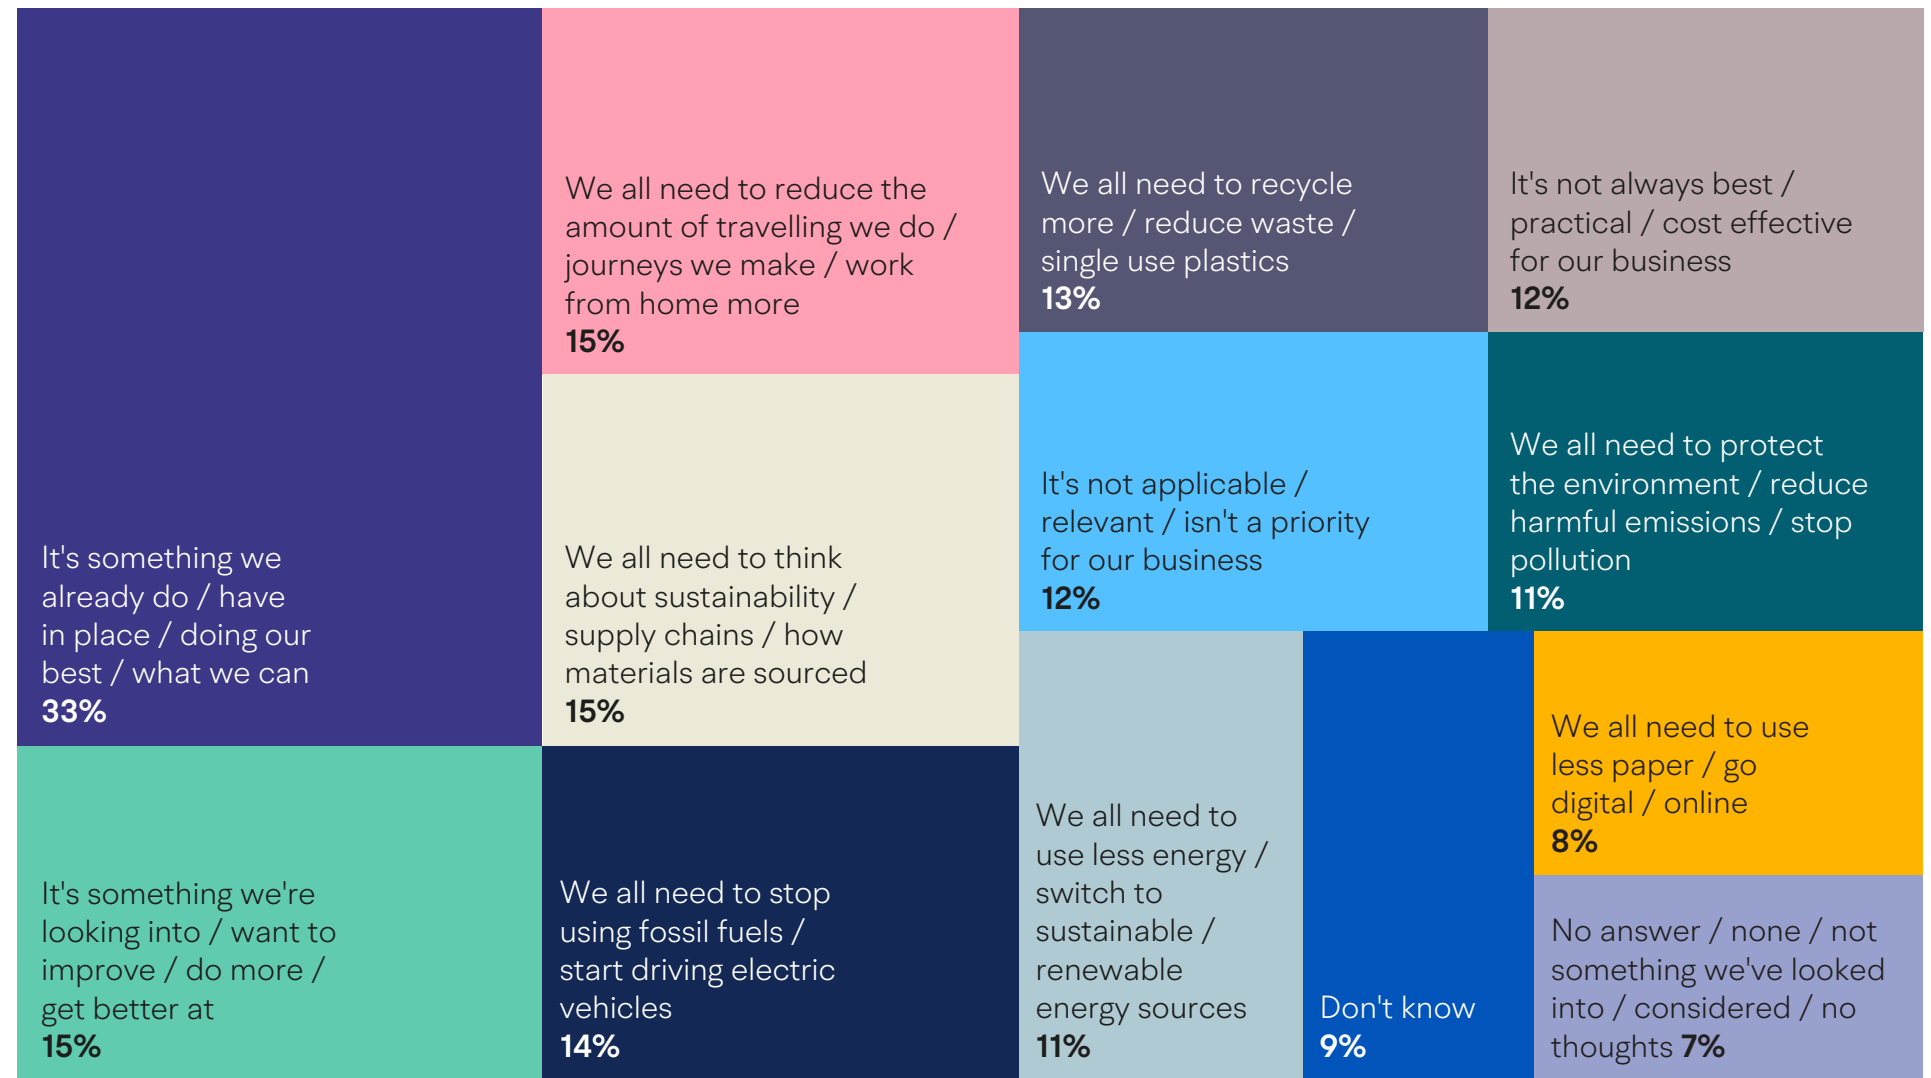 It's something we
already do / have
in place / doing our
best / what we can
33%
We all need to reduce the
amount of travelling we do /
journeys we make / work
from home more
15%
We all need to recycle
more / reduce waste /
single use plastics
13%
It's not always best /
practical / cost effective
for our business
12%
We all need to think
about sustainability /
supply chains / how
materials are sourced
15%
It's not applicable /
relevant / isn't a priority
for our business
12%
We all need to protect
the environment / reduce
harmful emissions / stop
pollution
11%
It's something we're
looking into / want to
improve / do more /
get better at
15%
We all need to stop
using fossil fuels /
start driving electric
vehicles
14%
We all need to
use less energy /
switch to
sustainable /
renewable
energy sources
11%
Don't know
9%
We all need to use
less paper / go
digital / online
8%
No answer / none / not
something we've looked
into / considered / no
thoughts 7%